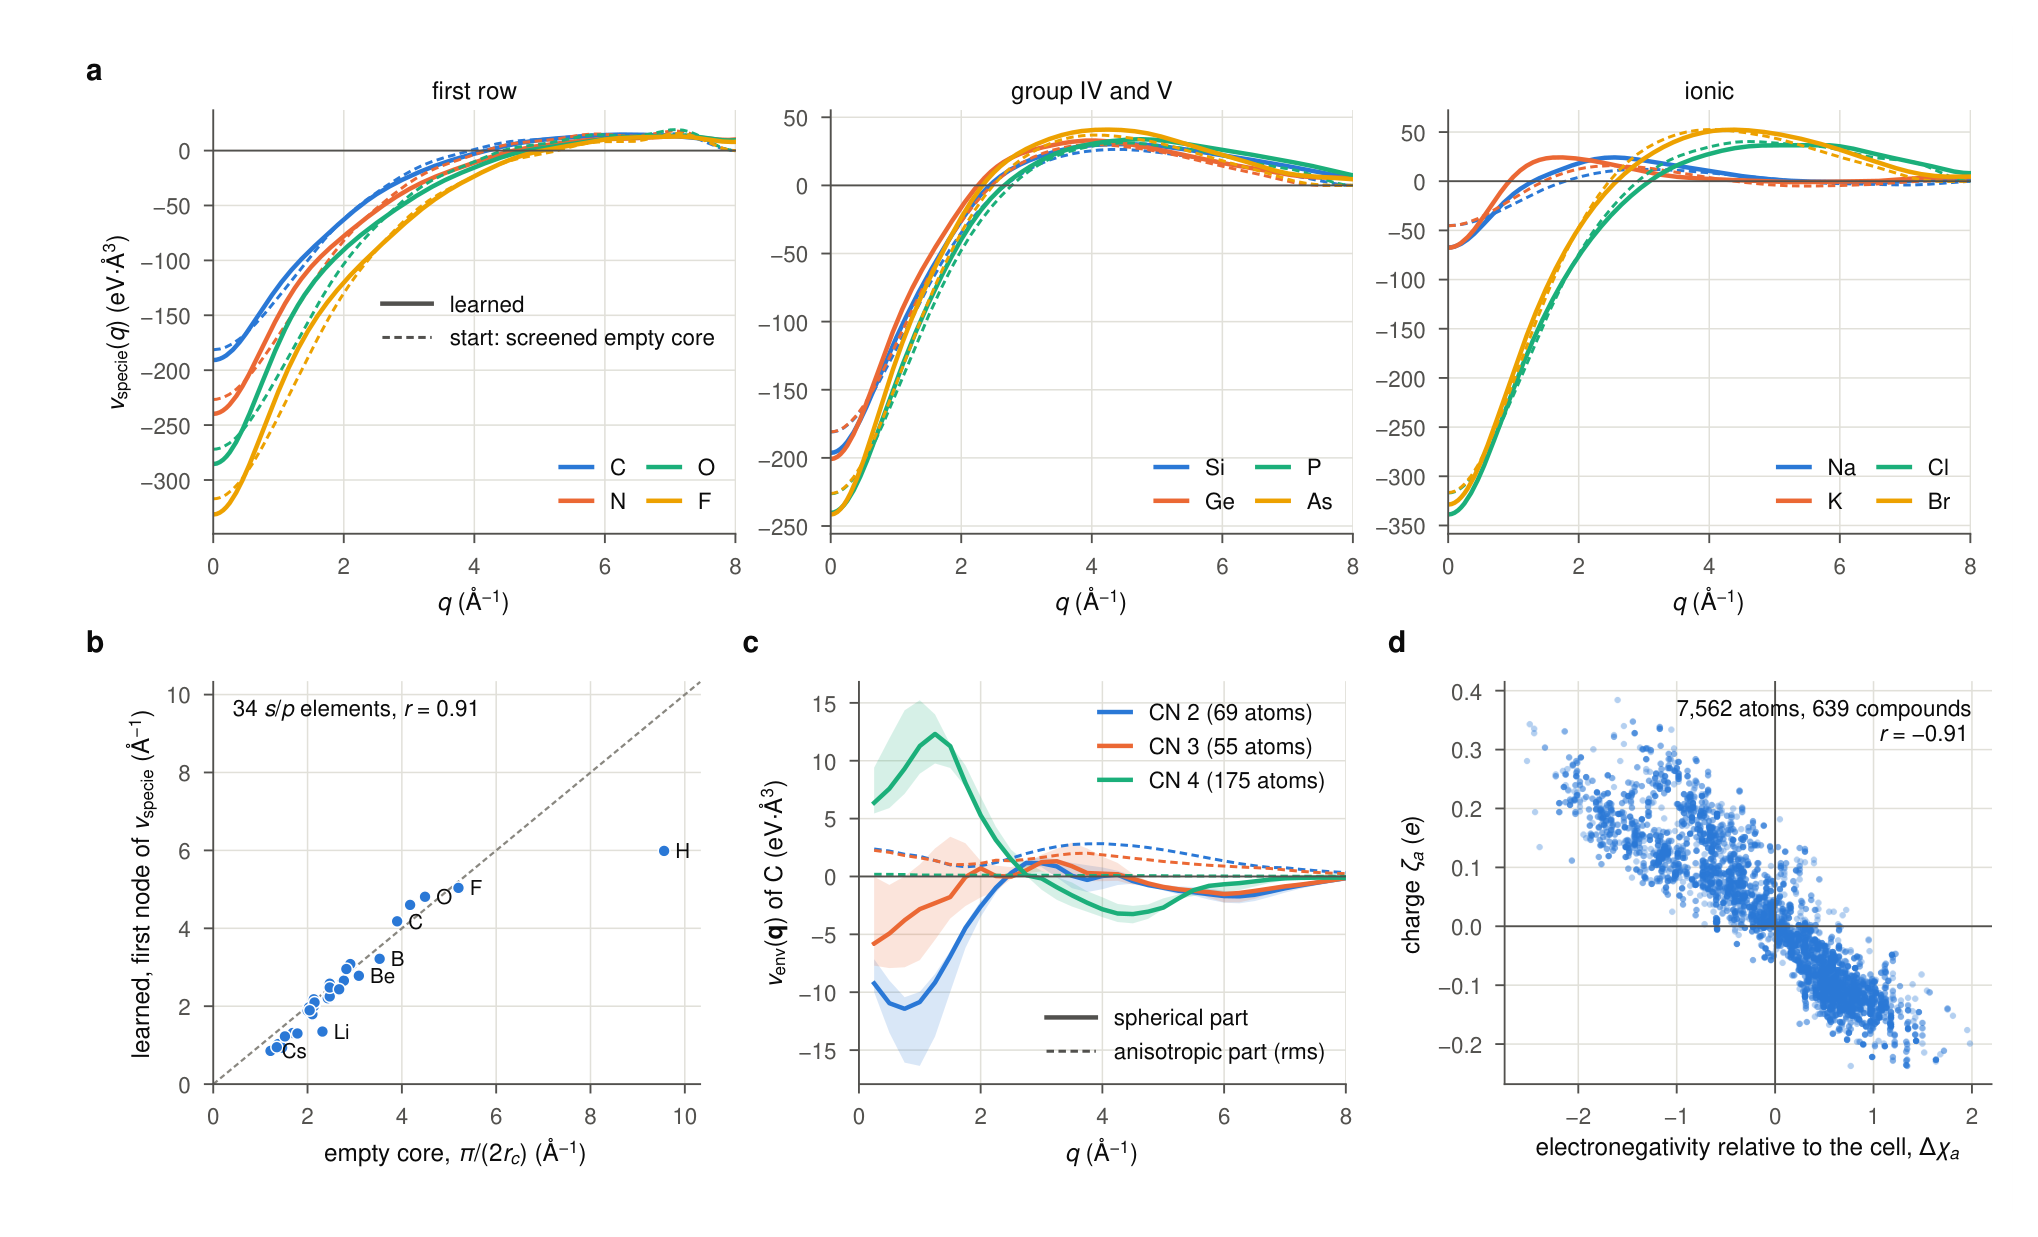 a
first row
group IV and V
ionic
v_specie(q) (eV·Å³)
0
−50
−100
−150
−200
−250
−300
learned
start: screened empty core
C
O
N
F
0 2 4 6 8
q (Å⁻¹)
50
0
−50
−100
−150
−200
−250
Si
P
Ge
As
0 2 4 6 8
q (Å⁻¹)
50
0
−50
−100
−150
−200
−250
−300
−350
Na
Cl
K
Br
0 2 4 6 8
q (Å⁻¹)
b
learned, first node of v_specie (Å⁻¹)
10
8
6
4
2
0
34 s/p elements, r = 0.91
H
F
O
C
B
Be
Li
Cs
0 2 4 6 8 10
empty core, π/(2r_c) (Å⁻¹)
c
v_env(q) of C (eV·Å³)
15
10
5
0
−5
−10
−15
CN 2 (69 atoms)
CN 3 (55 atoms)
CN 4 (175 atoms)
spherical part
anisotropic part (rms)
0 2 4 6 8
q (Å⁻¹)
d
charge ζ_a (e)
0.4
0.3
0.2
0.1
0.0
−0.1
−0.2
7,562 atoms, 639 compounds
r = −0.91
−2 −1 0 1 2
electronegativity relative to the cell, Δχ_a